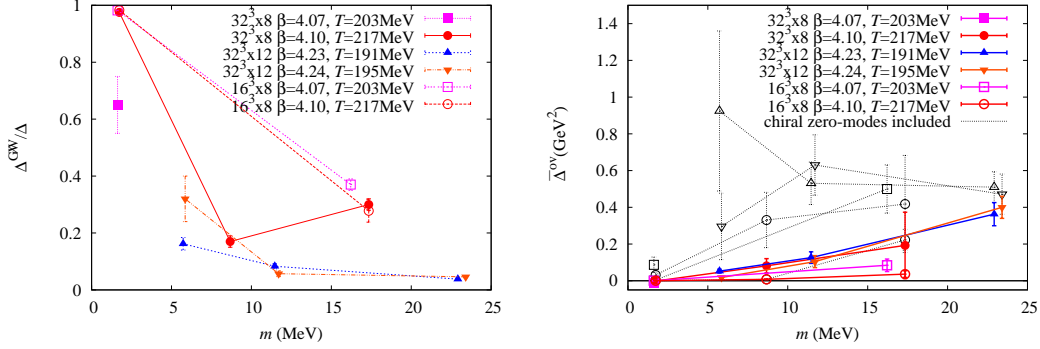 32³x8 β=4.07, T=203MeV
32³x8 β=4.10, T=217MeV
32³x12 β=4.23, T=191MeV
32³x12 β=4.24, T=195MeV
16³x8 β=4.07, T=203MeV
16³x8 β=4.10, T=217MeV
Δ^GW/Δ
1
0.8
0.6
0.4
0.2
0
0 5 10 15 20 25
m (MeV)
32³x8 β=4.07, T=203MeV
32³x8 β=4.10, T=217MeV
32³x12 β=4.23, T=191MeV
32³x12 β=4.24, T=195MeV
16³x8 β=4.07, T=203MeV
16³x8 β=4.10, T=217MeV
chiral zero-modes included
Δ̅^ov(GeV²)
1.4
1.2
1
0.8
0.6
0.4
0.2
0
0 5 10 15 20 25
m (MeV)